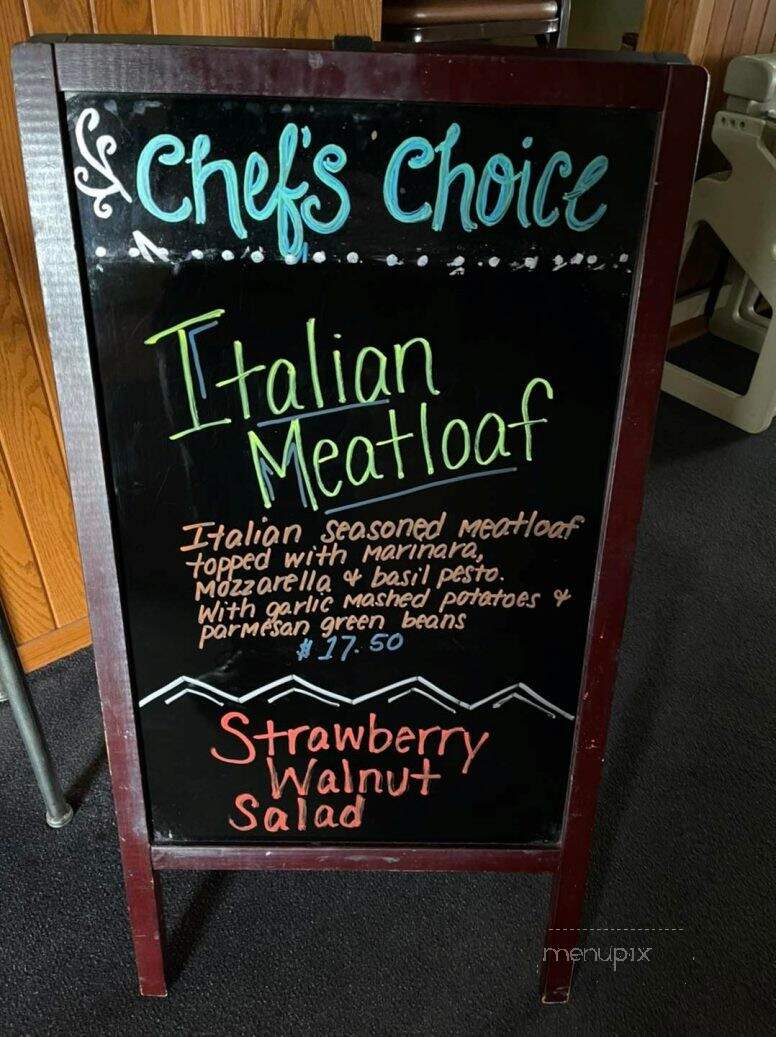 Chef's Choice
Italian
Meatloaf
Italian seasoned meatloaf
topped with marinara,
mozzarella & basil pesto.
With garlic mashed potatoes &
parmesan green beans
$17.50
Strawberry
Walnut
Salad
menupix